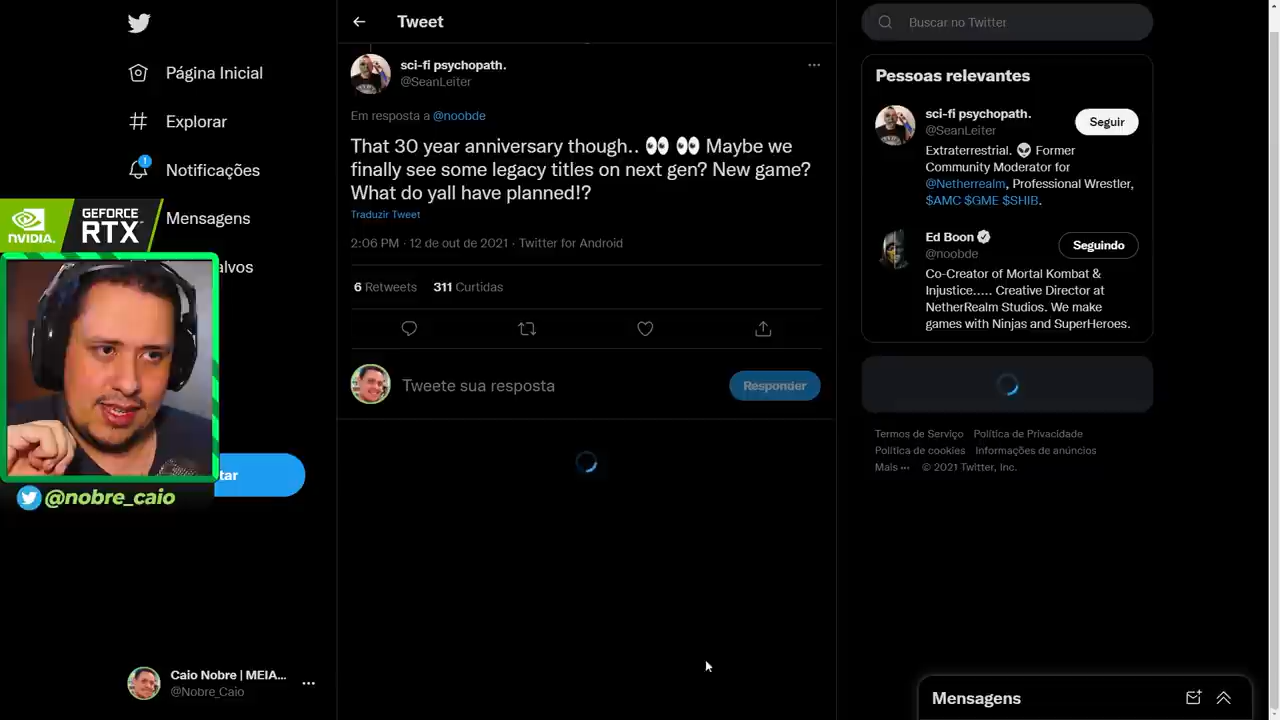 Tweet
Buscar no Twitter
Página Inicial
Explorar
1
Notificações
Mensagens
alvos
tar
NVIDIA.
GEFORCE
RTX
@nobre_caio
Caio Nobre | MEIA...
@Nobre_Caio
sci-fi psychopath.
@SeanLeiter
Em resposta a @noobde
That 30 year anniversary though.. 👀 👀 Maybe we
finally see some legacy titles on next gen? New game?
What do yall have planned!?
Traduzir Tweet
2:06 PM · 12 de out de 2021 · Twitter for Android
6 Retweets 311 Curtidas
Tweete sua resposta
Responder
Pessoas relevantes
sci-fi psychopath.
@SeanLeiter
Seguir
Extraterrestrial. 👽 Former
Community Moderator for
@Netherrealm, Professional Wrestler,
$AMC $GME $SHIB.
Ed Boon
@noobde
Seguindo
Co-Creator of Mortal Kombat &
Injustice..... Creative Director at
NetherRealm Studios. We make
games with Ninjas and SuperHeroes.
Termos de Serviço Política de Privacidade
Política de cookies Informações de anúncios
Mais ··· © 2021 Twitter, Inc.
Mensagens